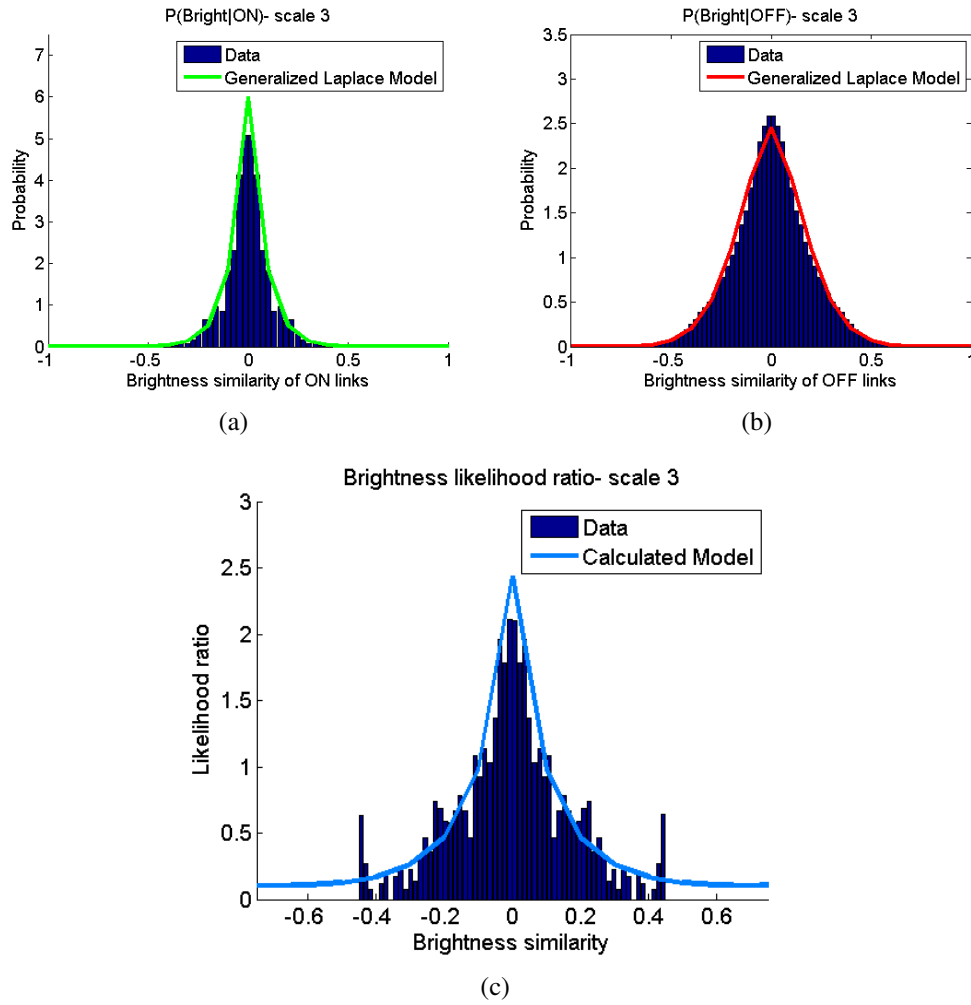 P(Bright|ON)- scale 3
Data
Generalized Laplace Model
Probability
7
6
5
4
3
2
1
0
-1
-0.5
0
0.5
1
Brightness similarity of ON links
(a)
P(Bright|OFF)- scale 3
Data
Generalized Laplace Model
Probability
3.5
3
2.5
2
1.5
1
0.5
0
-1
-0.5
0
0.5
1
Brightness similarity of OFF links
(b)
Brightness likelihood ratio- scale 3
Data
Calculated Model
Likelihood ratio
3
2.5
2
1.5
1
0.5
0
-0.6
-0.4
-0.2
0
0.2
0.4
0.6
Brightness similarity
(c)